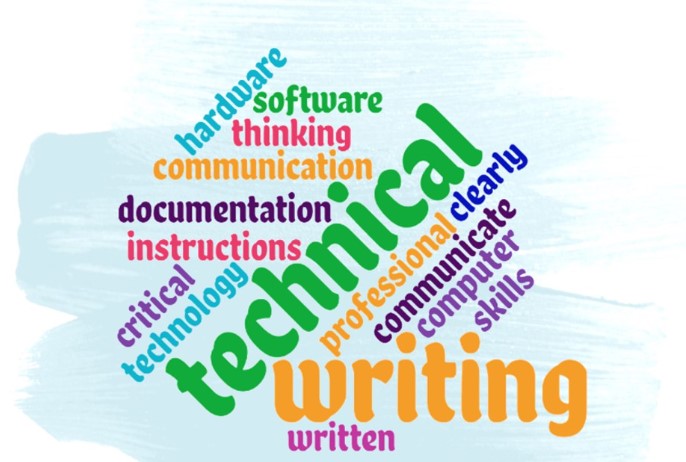 hardware
software
thinking
communication
documentation
instructions
critical
technology
technical
clearly
professional
communicate
computer
skills
writing
written